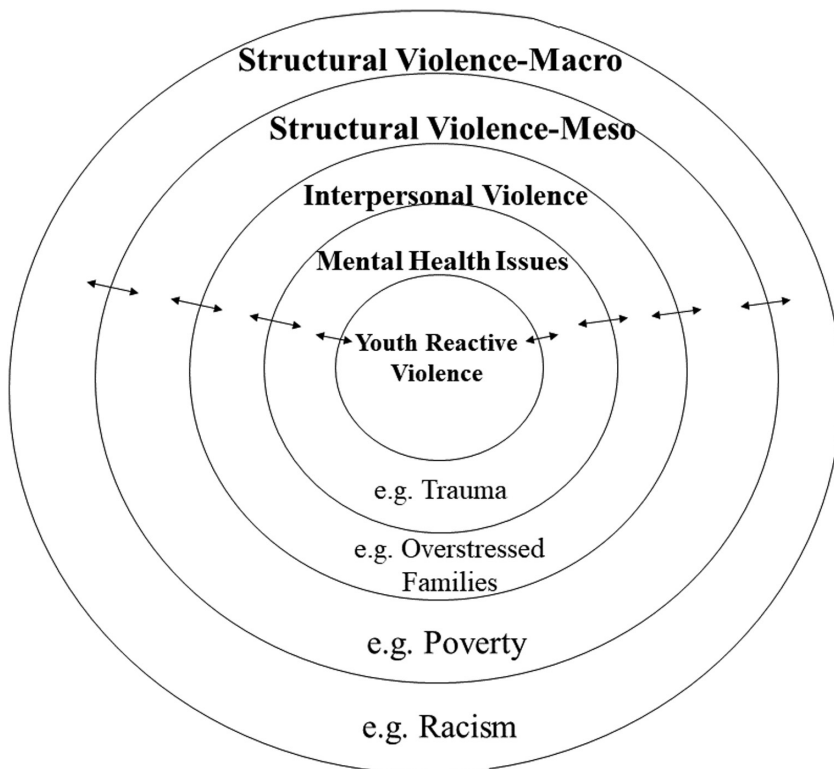 Structural Violence-Macro
Structural Violence-Meso
Interpersonal Violence
Mental Health Issues
Youth Reactive
Violence
e.g. Trauma
e.g. Overstressed
Families
e.g. Poverty
e.g. Racism